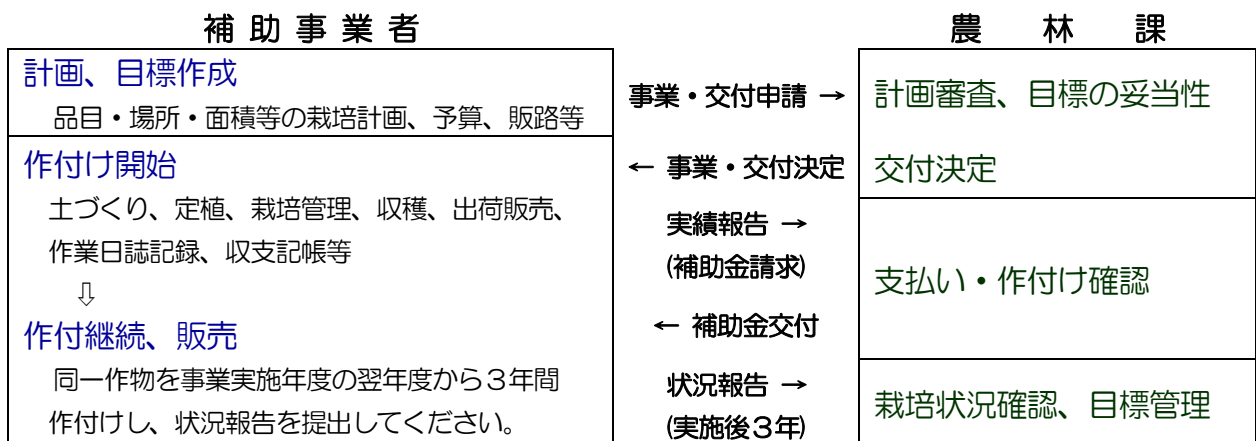 補助事業者
計画、目標作成
品目・場所・面積等の栽培計画、予算、販路等
作付け開始
土づくり、定植、栽培管理、収穫、出荷販売、
作業日誌記録、収支記帳等
⇩
作付継続、販売
同一作物を事業実施年度の翌年度から３年間
作付けし、状況報告を提出してください。
事業・交付申請 →
← 事業・交付決定
実績報告 →
(補助金請求)
← 補助金交付
状況報告 →
(実施後３年)
農林課
計画審査、目標の妥当性
交付決定
支払い・作付け確認
栽培状況確認、目標管理